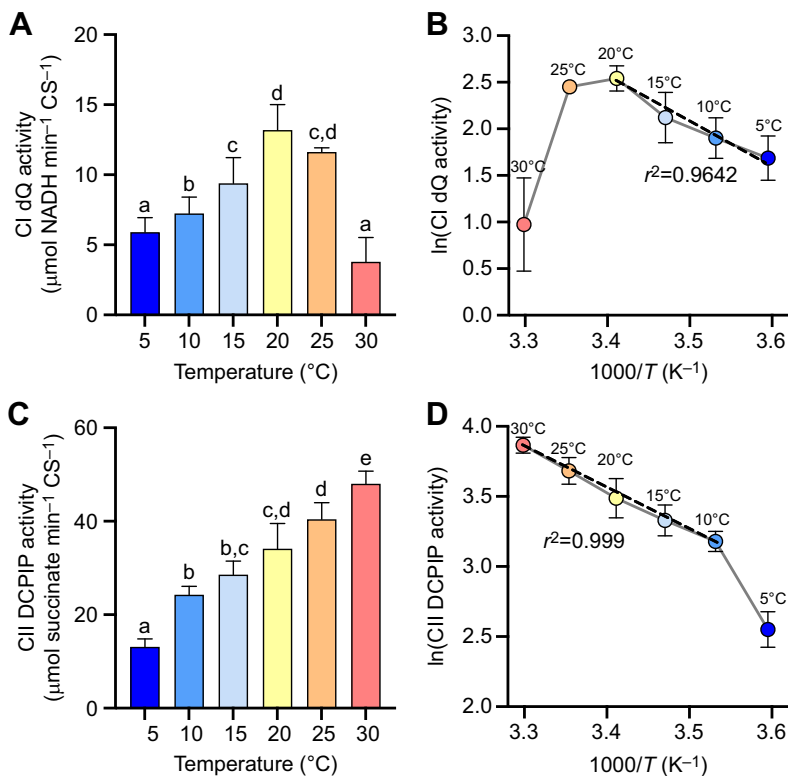 A
CI dQ activity
(μmol NADH min⁻¹ CS⁻¹)
20
15
10
5
0
a
b
c
d
c,d
a
5 10 15 20 25 30
Temperature (°C)
B
ln(CI dQ activity)
3.0
2.5
2.0
1.5
1.0
0.5
0.0
30°C
25°C
20°C
15°C
10°C
5°C
r²=0.9642
3.3 3.4 3.5 3.6
1000/T (K⁻¹)
C
CII DCPIP activity
(μmol succinate min⁻¹ CS⁻¹)
60
40
20
0
a
b
b,c
c,d
d
e
5 10 15 20 25 30
Temperature (°C)
D
ln(CII DCPIP activity)
4.0
3.5
3.0
2.5
2.0
30°C
25°C
20°C
15°C
10°C
5°C
r²=0.999
3.3 3.4 3.5 3.6
1000/T (K⁻¹)